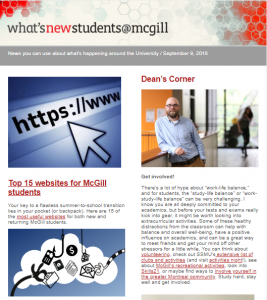 what'snewstudents@mcgill
News you can use about what's happening around the University / September 9, 2016
https://www
Top 15 websites for McGill
students
Your key to a flawless summer-to-school transition
lies in your pocket (or backpack). Here are 15 of
the most useful websites for both new and
returning McGill students.
Dean's Corner
Get involved!
There's a lot of hype about "work-life balance,"
and for students, the "study-life balance" or "work-
study-life balance" can be very challenging. I
know you are all deeply committed to your
academics, but before your tests and exams really
kick into gear, it might be worth looking into
extracurricular activities. Some of these healthy
distractions from the classroom can help with
balance and overall well-being, have a positive
influence on academics, and can be a great way
to meet friends and get your mind off other
stressors for a little while. You can think about
volunteering, check out SSMU's extensive list of
clubs and activities (and visit activities night!), see
about McGill's recreational activities, look into
Skills21, or maybe find ways to involve yourself in
the greater Montreal community. Study hard, stay
well and get involved.